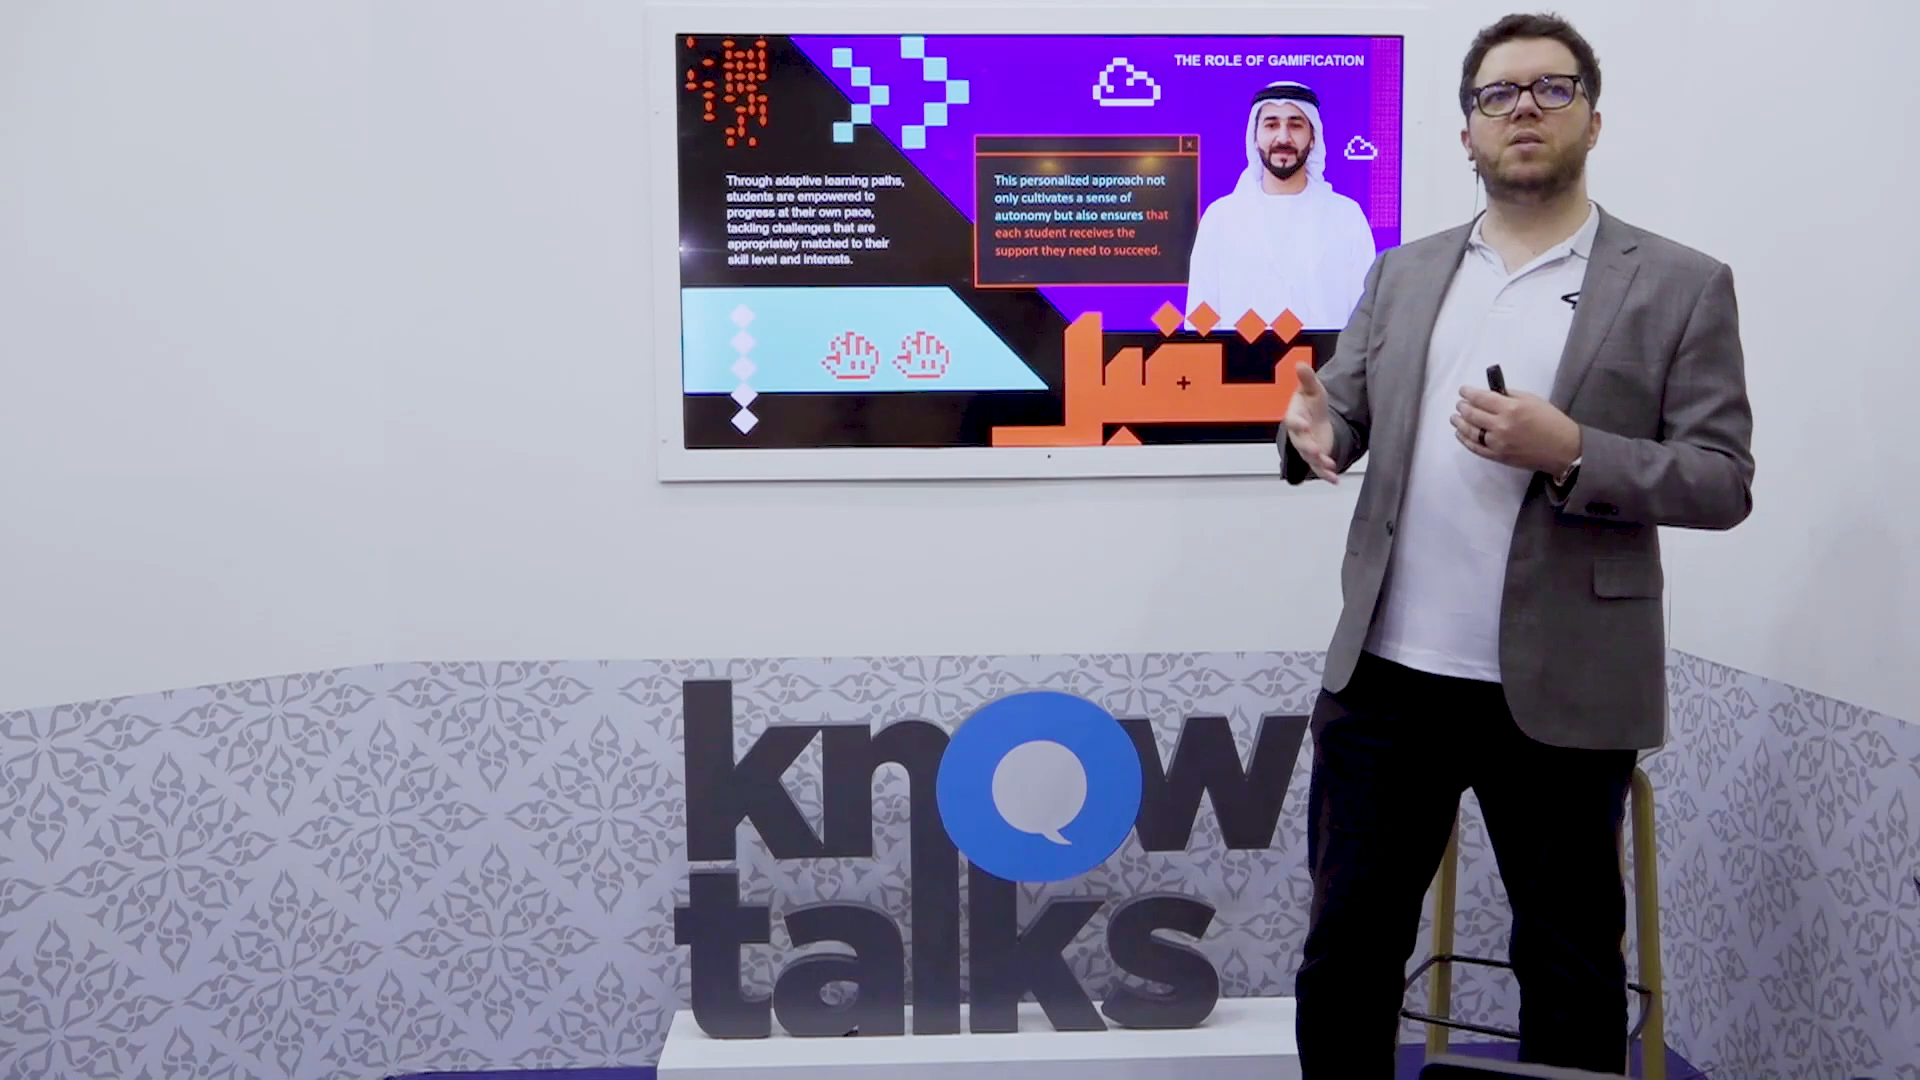 THE ROLE OF GAMIFICATION
Through adaptive learning paths,
students are empowered to
progress at their own pace,
tackling challenges that are
appropriately matched to their
skill level and interests.
This personalized approach not
only cultivates a sense of
autonomy but also ensures that
each student receives the
support they need to succeed.
know
talks